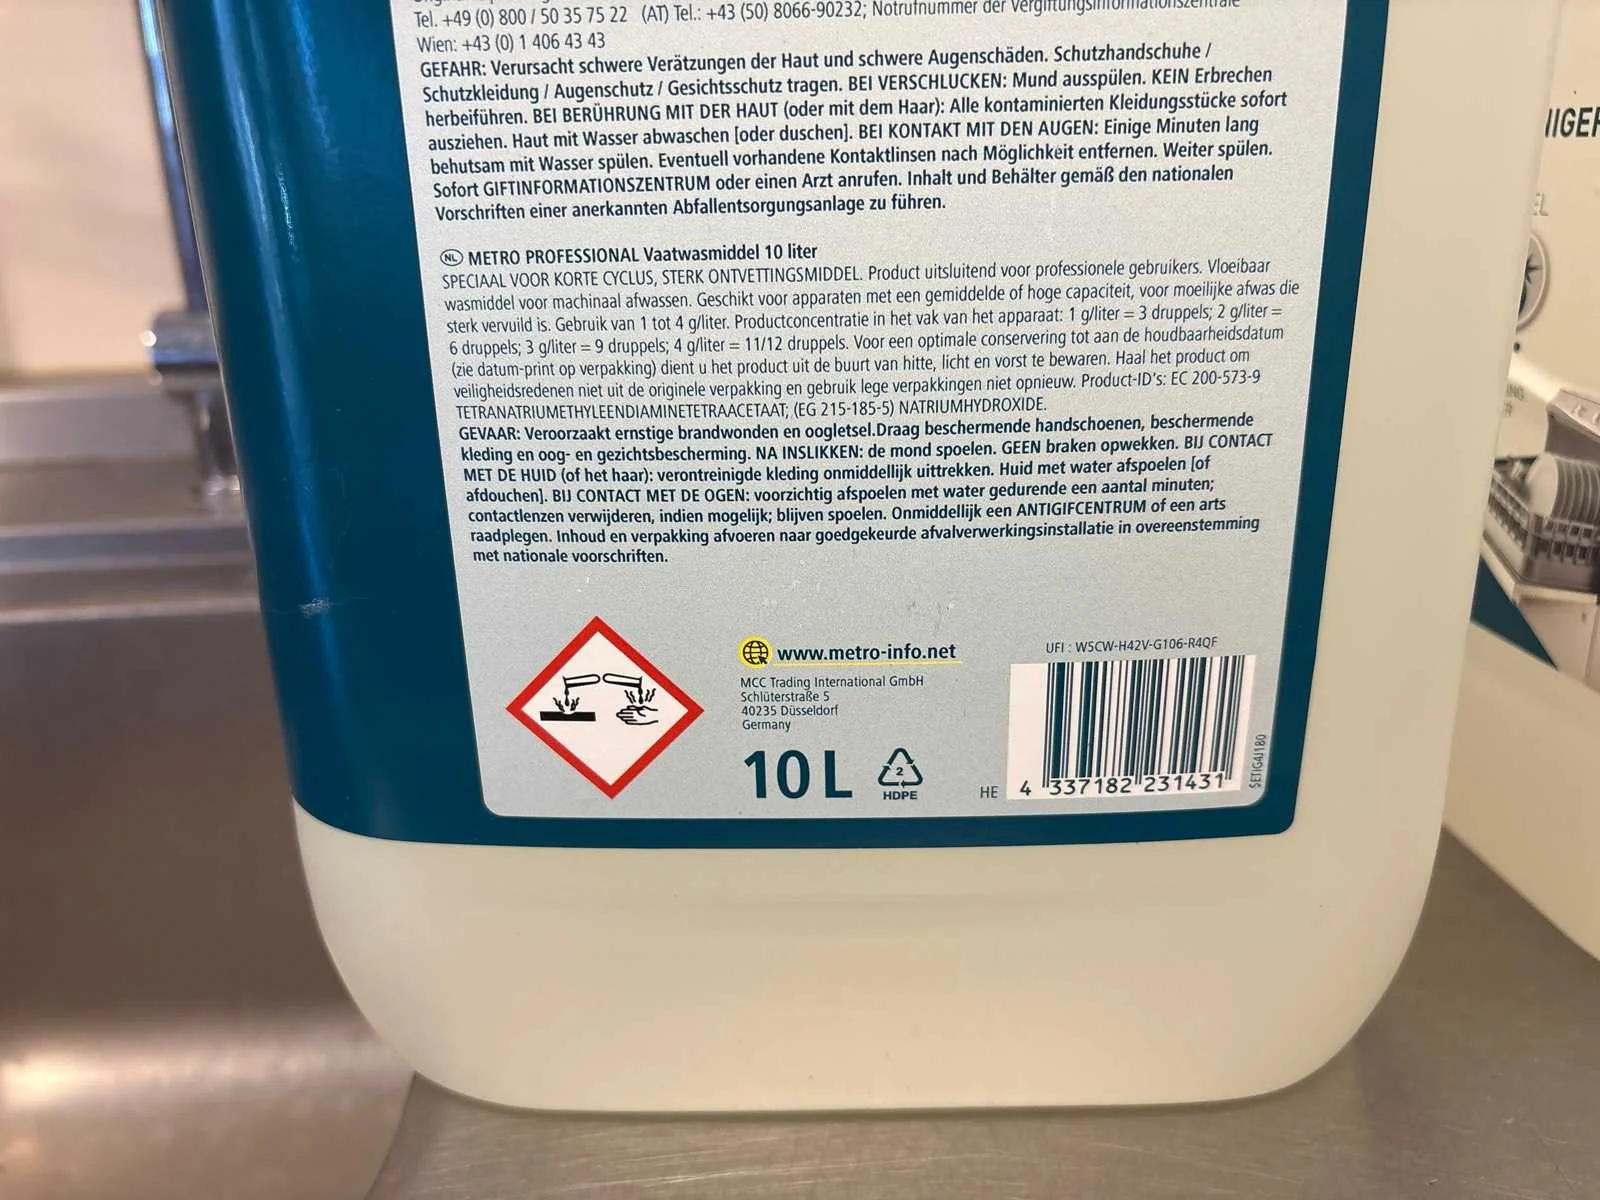 Tel. +49 (0) 800 / 50 35 75 22 (AT) Tel.: +43 (50) 8066-90232; Notrufnummer der Vergiftungsinformationszentrale
Wien: +43 (0) 1 406 43 43
GEFAHR: Verursacht schwere Verätzungen der Haut und schwere Augenschäden. Schutzhandschuhe /
Schutzkleidung / Augenschutz / Gesichtsschutz tragen. BEI VERSCHLUCKEN: Mund ausspülen. KEIN Erbrechen
herbeiführen. BEI BERÜHRUNG MIT DER HAUT (oder mit dem Haar): Alle kontaminierten Kleidungsstücke sofort
ausziehen. Haut mit Wasser abwaschen [oder duschen]. BEI KONTAKT MIT DEN AUGEN: Einige Minuten lang
behutsam mit Wasser spülen. Eventuell vorhandene Kontaktlinsen nach Möglichkeit entfernen. Weiter spülen.
Sofort GIFTINFORMATIONSZENTRUM oder einen Arzt anrufen. Inhalt und Behälter gemäß den nationalen
Vorschriften einer anerkannten Abfallentsorgungsanlage zu führen.
NL METRO PROFESSIONAL Vaatwasmiddel 10 liter
SPECIAAL VOOR KORTE CYCLUS, STERK ONTVETTINGSMIDDEL. Product uitsluitend voor professionele gebruikers. Vloeibaar
wasmiddel voor machinaal afwassen. Geschikt voor apparaten met een gemiddelde of hoge capaciteit, voor moeilijke afwas die
sterk vervuild is. Gebruik van 1 tot 4 g/liter. Productconcentratie in het vak van het apparaat: 1 g/liter = 3 druppels; 2 g/liter =
6 druppels; 3 g/liter = 9 druppels; 4 g/liter = 11/12 druppels. Voor een optimale conservering tot aan de houdbaarheidsdatum
(zie datum-print op verpakking) dient u het product uit de buurt van hitte, licht en vorst te bewaren. Haal het product om
veiligheidsredenen niet uit de originele verpakking en gebruik lege verpakkingen niet opnieuw. Product-ID's: EC 200-573-9
TETRANATRIUMETHYLEENDIAMINETETRAACETAAT; (EG 215-185-5) NATRIUMHYDROXIDE.
GEVAAR: Veroorzaakt ernstige brandwonden en oogletsel.Draag beschermende handschoenen, beschermende
kleding en oog- en gezichtsbescherming. NA INSLIKKEN: de mond spoelen. GEEN braken opwekken. BIJ CONTACT
MET DE HUID (of het haar): verontreinigde kleding onmiddellijk uittrekken. Huid met water afspoelen [of
afdouchen]. BIJ CONTACT MET DE OGEN: voorzichtig afspoelen met water gedurende een aantal minuten;
contactlenzen verwijderen, indien mogelijk; blijven spoelen. Onmiddellijk een ANTIGIFCENTRUM of een arts
raadplegen. Inhoud en verpakking afvoeren naar goedgekeurde afvalverwerkingsinstallatie in overeenstemming
met nationale voorschriften.
www.metro-info.net
MCC Trading International GmbH
Schlüterstraße 5
40235 Düsseldorf
Germany
10 L
2
HDPE
UFI : W5CW-H42V-G106-R4QF
HE
4 337182 231431
SETIG4J180